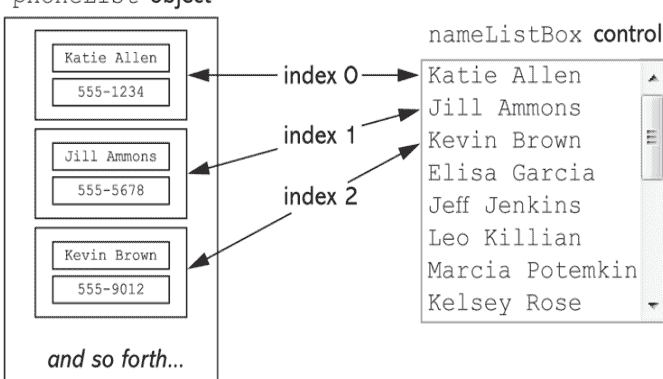 phoneList object
Katie Allen
555-1234
Jill Ammons
555-5678
Kevin Brown
555-9012
and so forth...
index 0
index 1
index 2
nameListBox control
Katie Allen
Jill Ammons
Kevin Brown
Elisa Garcia
Jeff Jenkins
Leo Killian
Marcia Potemkin
Kelsey Rose